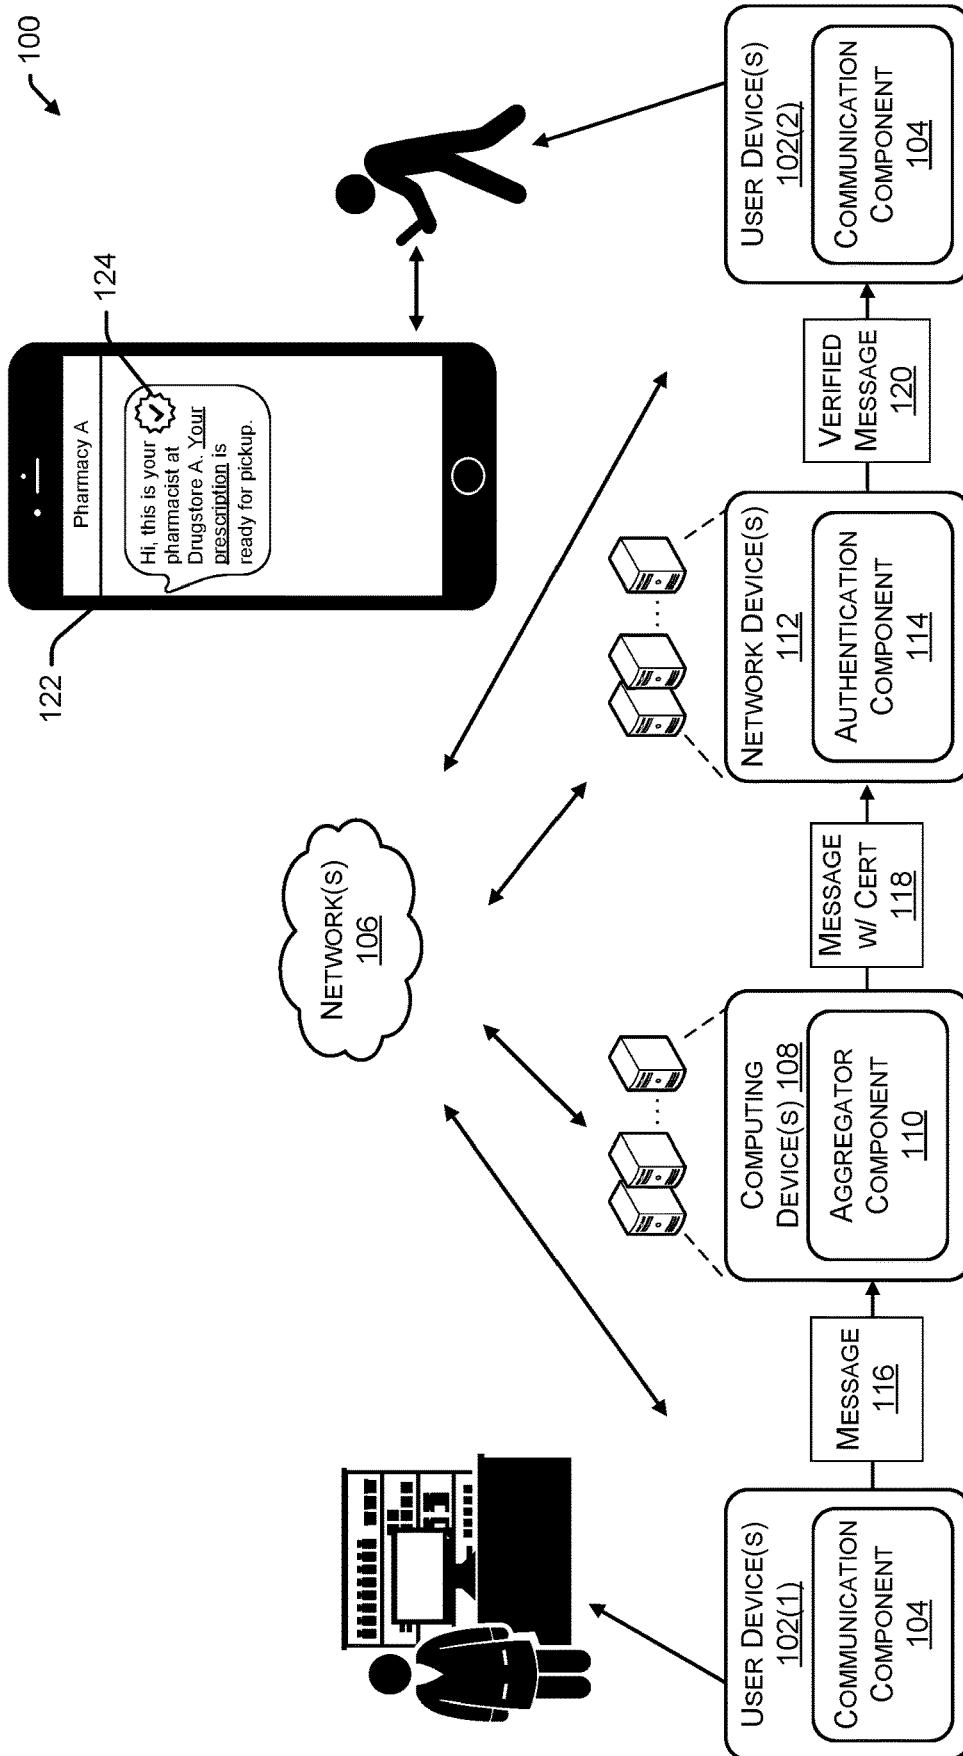 100
122
124
Pharmacy A
Hi, this is your
pharmacist at
Drugstore A. Your
prescription is
ready for pickup.
NETWORK(S)
106
USER DEVICE(S)
102(1)
COMMUNICATION
COMPONENT
104
MESSAGE
116
COMPUTING
DEVICE(S) 108
AGGREGATOR
COMPONENT
110
MESSAGE
W/ CERT
118
NETWORK DEVICE(S)
112
AUTHENTICATION
COMPONENT
114
VERIFIED
MESSAGE
120
USER DEVICE(S)
102(2)
COMMUNICATION
COMPONENT
104